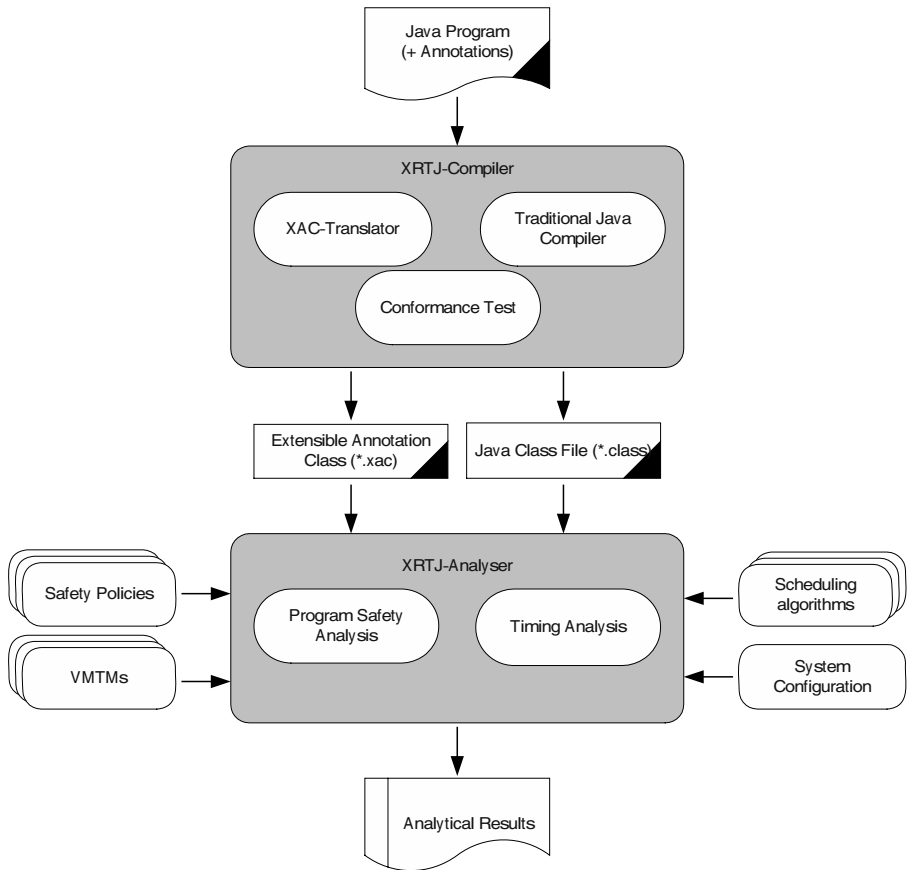 Java Program
(+ Annotations)
XRTJ-Compiler
XAC-Translator
Traditional Java
Compiler
Conformance Test
Extensible Annotation
Class (*.xac)
Java Class File (*.class)
XRTJ-Analyser
Safety Policies
Program Safety
Analysis
Timing Analysis
Scheduling
algorithms
VMTMs
System
Configuration
Analytical Results